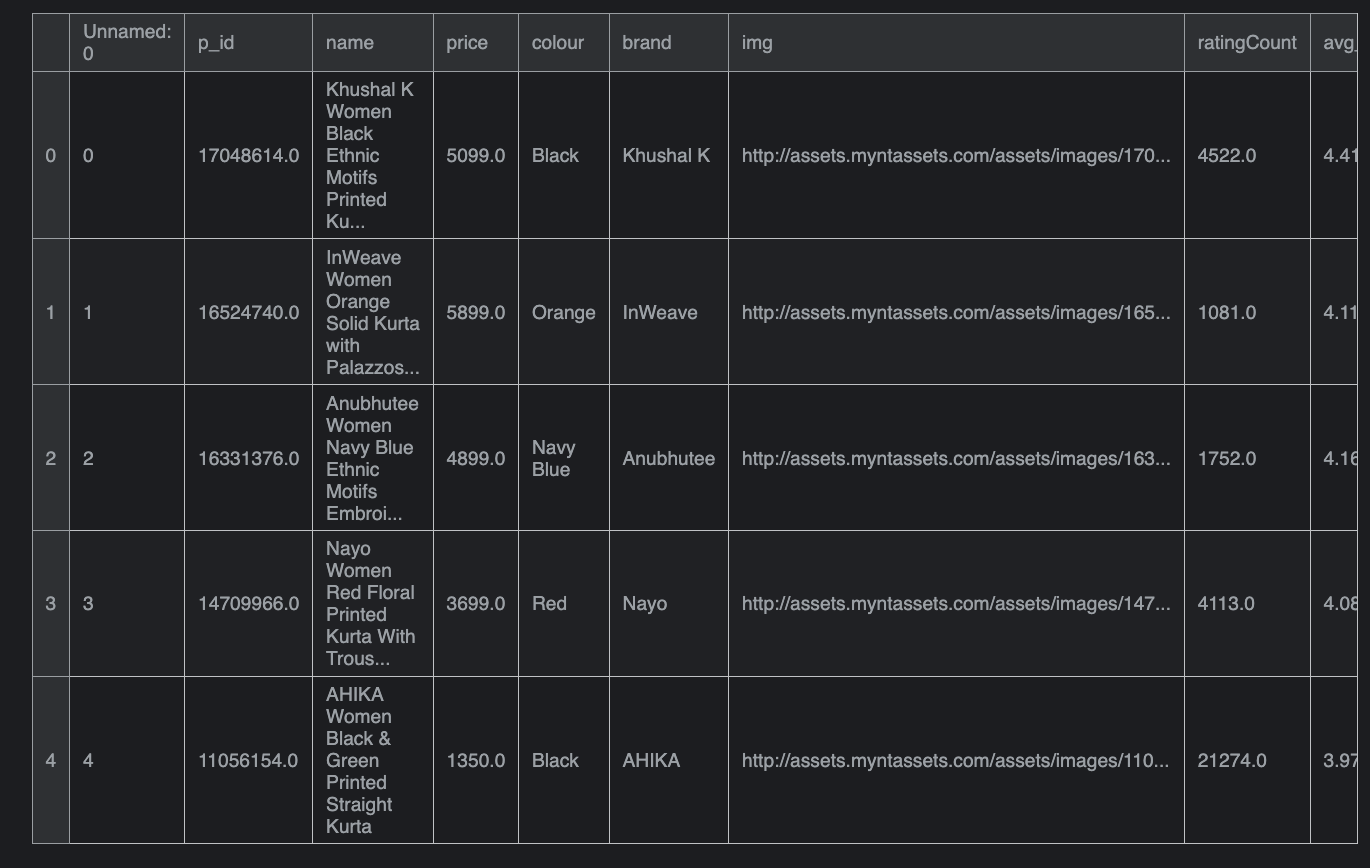 Unnamed: 0 p_id name price colour brand img ratingCount avg_
0 0 17048614.0 Khushal K Women Black Ethnic Motifs Printed Ku... 5099.0 Black Khushal K http://assets.myntassets.com/assets/images/170... 4522.0 4.41
1 1 16524740.0 InWeave Women Orange Solid Kurta with Palazzos... 5899.0 Orange InWeave http://assets.myntassets.com/assets/images/165... 1081.0 4.11
2 2 16331376.0 Anubhutee Women Navy Blue Ethnic Motifs Embroi... 4899.0 Navy Blue Anubhutee http://assets.myntassets.com/assets/images/163... 1752.0 4.16
3 3 14709966.0 Nayo Women Red Floral Printed Kurta With Trous... 3699.0 Red Nayo http://assets.myntassets.com/assets/images/147... 4113.0 4.08
4 4 11056154.0 AHIKA Women Black & Green Printed Straight Kurta 1350.0 Black AHIKA http://assets.myntassets.com/assets/images/110... 21274.0 3.97